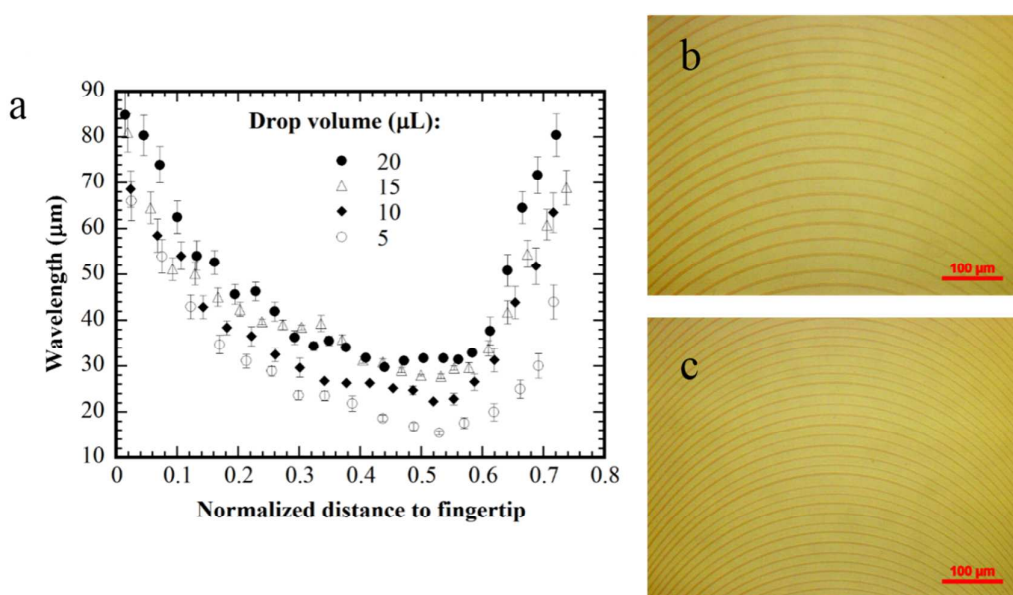 a
90
80
70
60
50
40
30
20
10
0
0.1
0.2
0.3
0.4
0.5
0.6
0.7
0.8
Wavelength (μm)
Normalized distance to fingertip
Drop volume (μL):
20
15
10
5
b
100 μm
c
100 μm